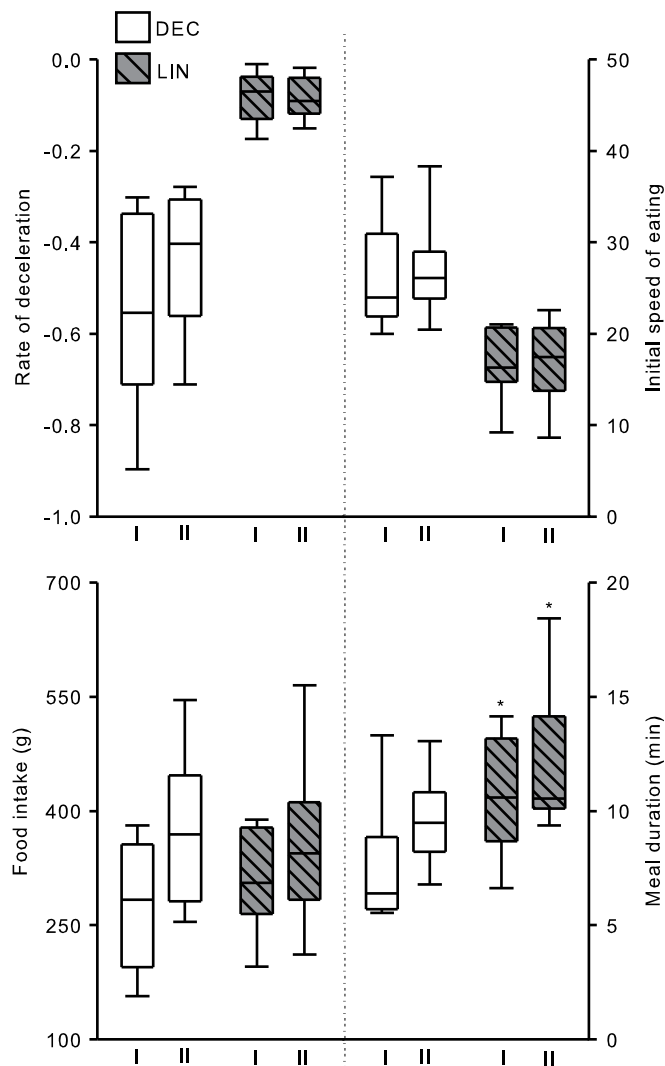 DEC
LIN
0.0
-0.2
-0.4
-0.6
-0.8
-1.0
Rate of deceleration
50
40
30
20
10
0
Initial speed of eating
I II I II I II I II
700
550
400
250
100
Food intake (g)
20
15
10
5
0
Meal duration (min)
* *
I II I II I II I II